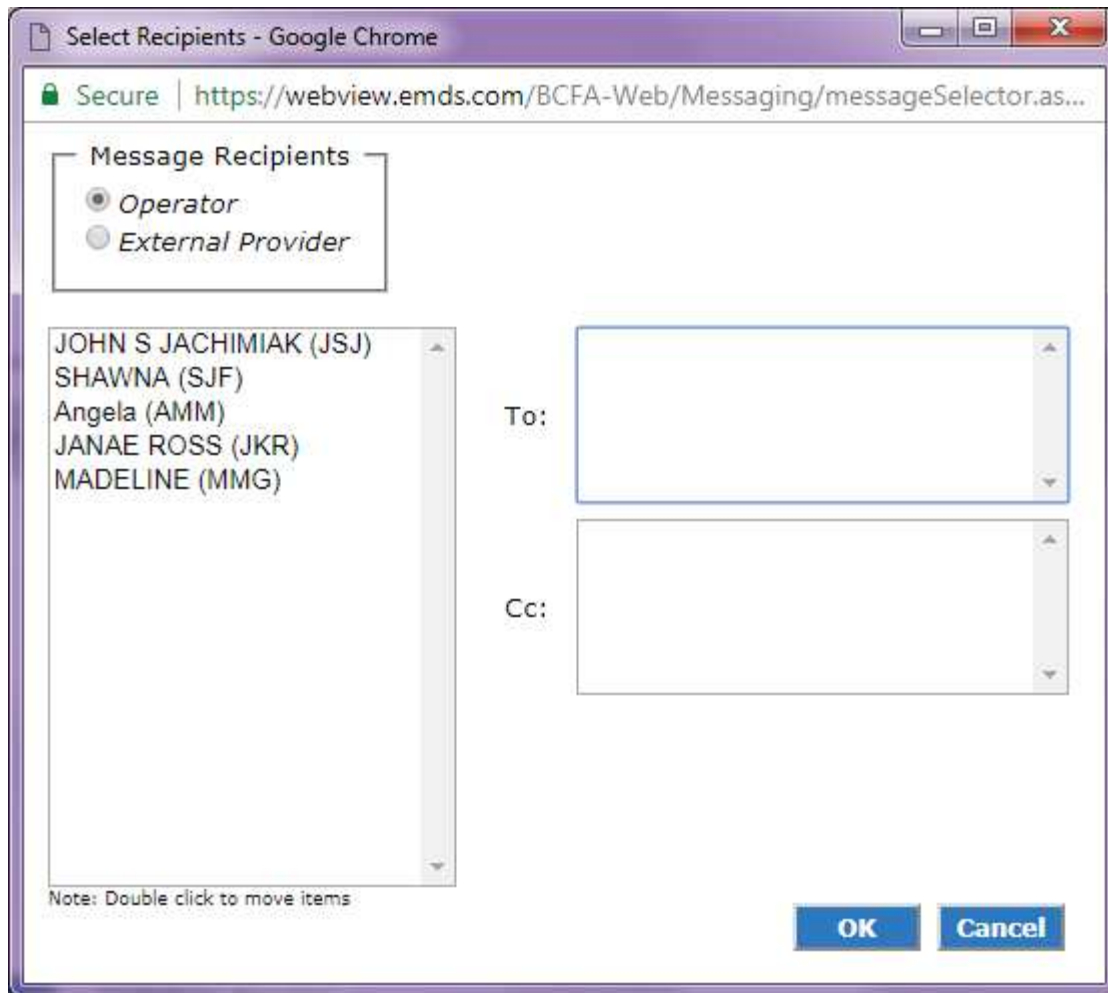 Select Recipients - Google Chrome
Secure | https://webview.emds.com/BCFA-Web/Messaging/messageSelector.as...
Message Recipients
Operator
External Provider
JOHN S JACHIMIAK (JSJ)
SHAWNA (SJF)
Angela (AMM)
JANAE ROSS (JKR)
MADELINE (MMG)
To:
Cc:
Note: Double click to move items
OK Cancel